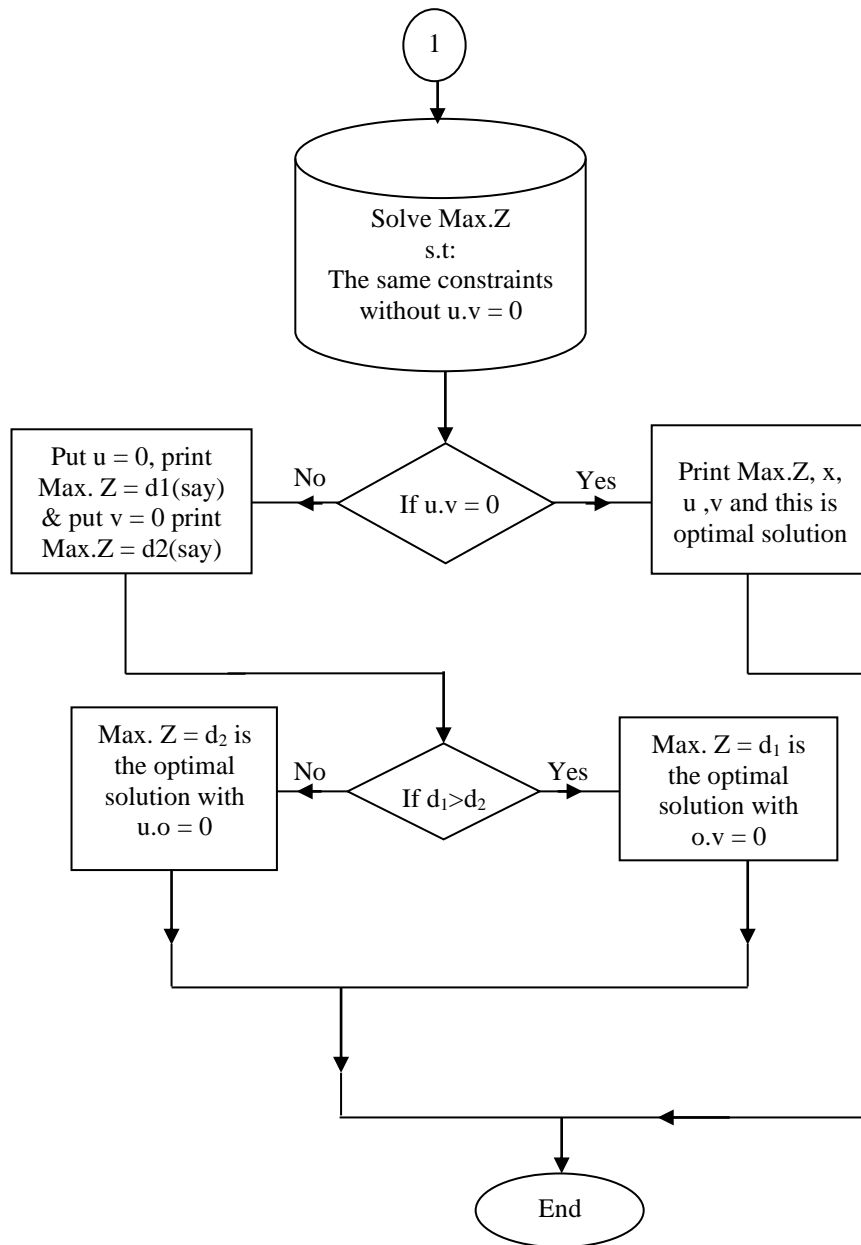 1
Solve Max.Z
s.t:
The same constraints
without u.v = 0
Put u = 0, print
Max. Z = d1(say)
& put v = 0 print
Max.Z = d2(say)
No
If u.v = 0
Yes
Print Max.Z, x,
u ,v and this is
optimal solution
Max. Z = d₂ is
the optimal
solution with
u.o = 0
No
If d₁>d₂
Yes
Max. Z = d₁ is
the optimal
solution with
o.v = 0
End